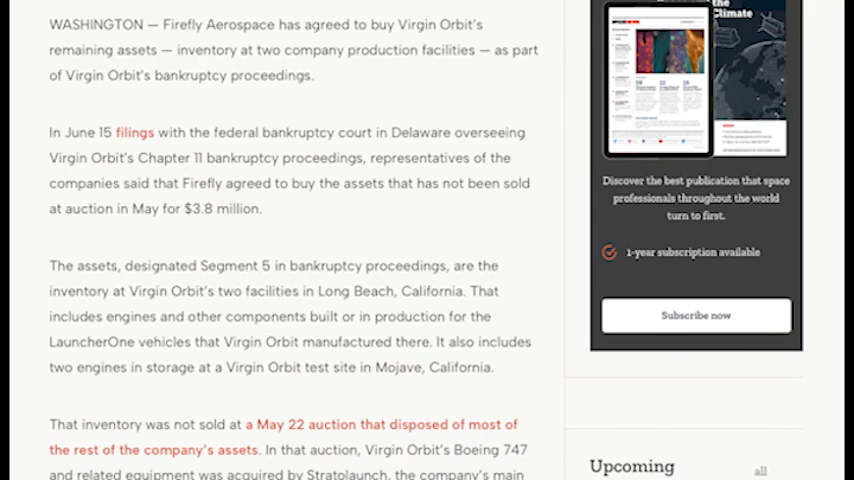 WASHINGTON — Firefly Aerospace has agreed to buy Virgin Orbit's
remaining assets — inventory at two company production facilities — as part
of Virgin Orbit's bankruptcy proceedings.
In June 15 filings with the federal bankruptcy court in Delaware overseeing
Virgin Orbit's Chapter 11 bankruptcy proceedings, representatives of the
companies said that Firefly agreed to buy the assets that has not been sold
at auction in May for $3.8 million.
The assets, designated Segment 5 in bankruptcy proceedings, are the
inventory at Virgin Orbit's two facilities in Long Beach, California. That
includes engines and other components built or in production for the
LauncherOne vehicles that Virgin Orbit manufactured there. It also includes
two engines in storage at a Virgin Orbit test site in Mojave, California.
That inventory was not sold at a May 22 auction that disposed of most of
the rest of the company's assets. In that auction, Virgin Orbit's Boeing 747
and related equipment was acquired by Stratolaunch, the company's main
the
Climate
Discover the best publication that space
professionals throughout the world
turn to first.
1-year subscription available
Subscribe now
Upcoming
all